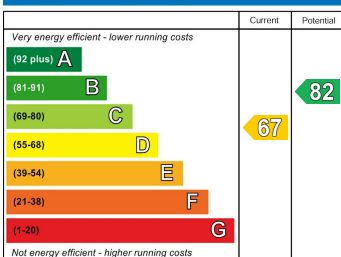 Current Potential
Very energy efficient - lower running costs
(92 plus) A
(81-91) B
82
(69-80) C
67
(55-68) D
(39-54) E
(21-38) F
(1-20) G
Not energy efficient - higher running costs